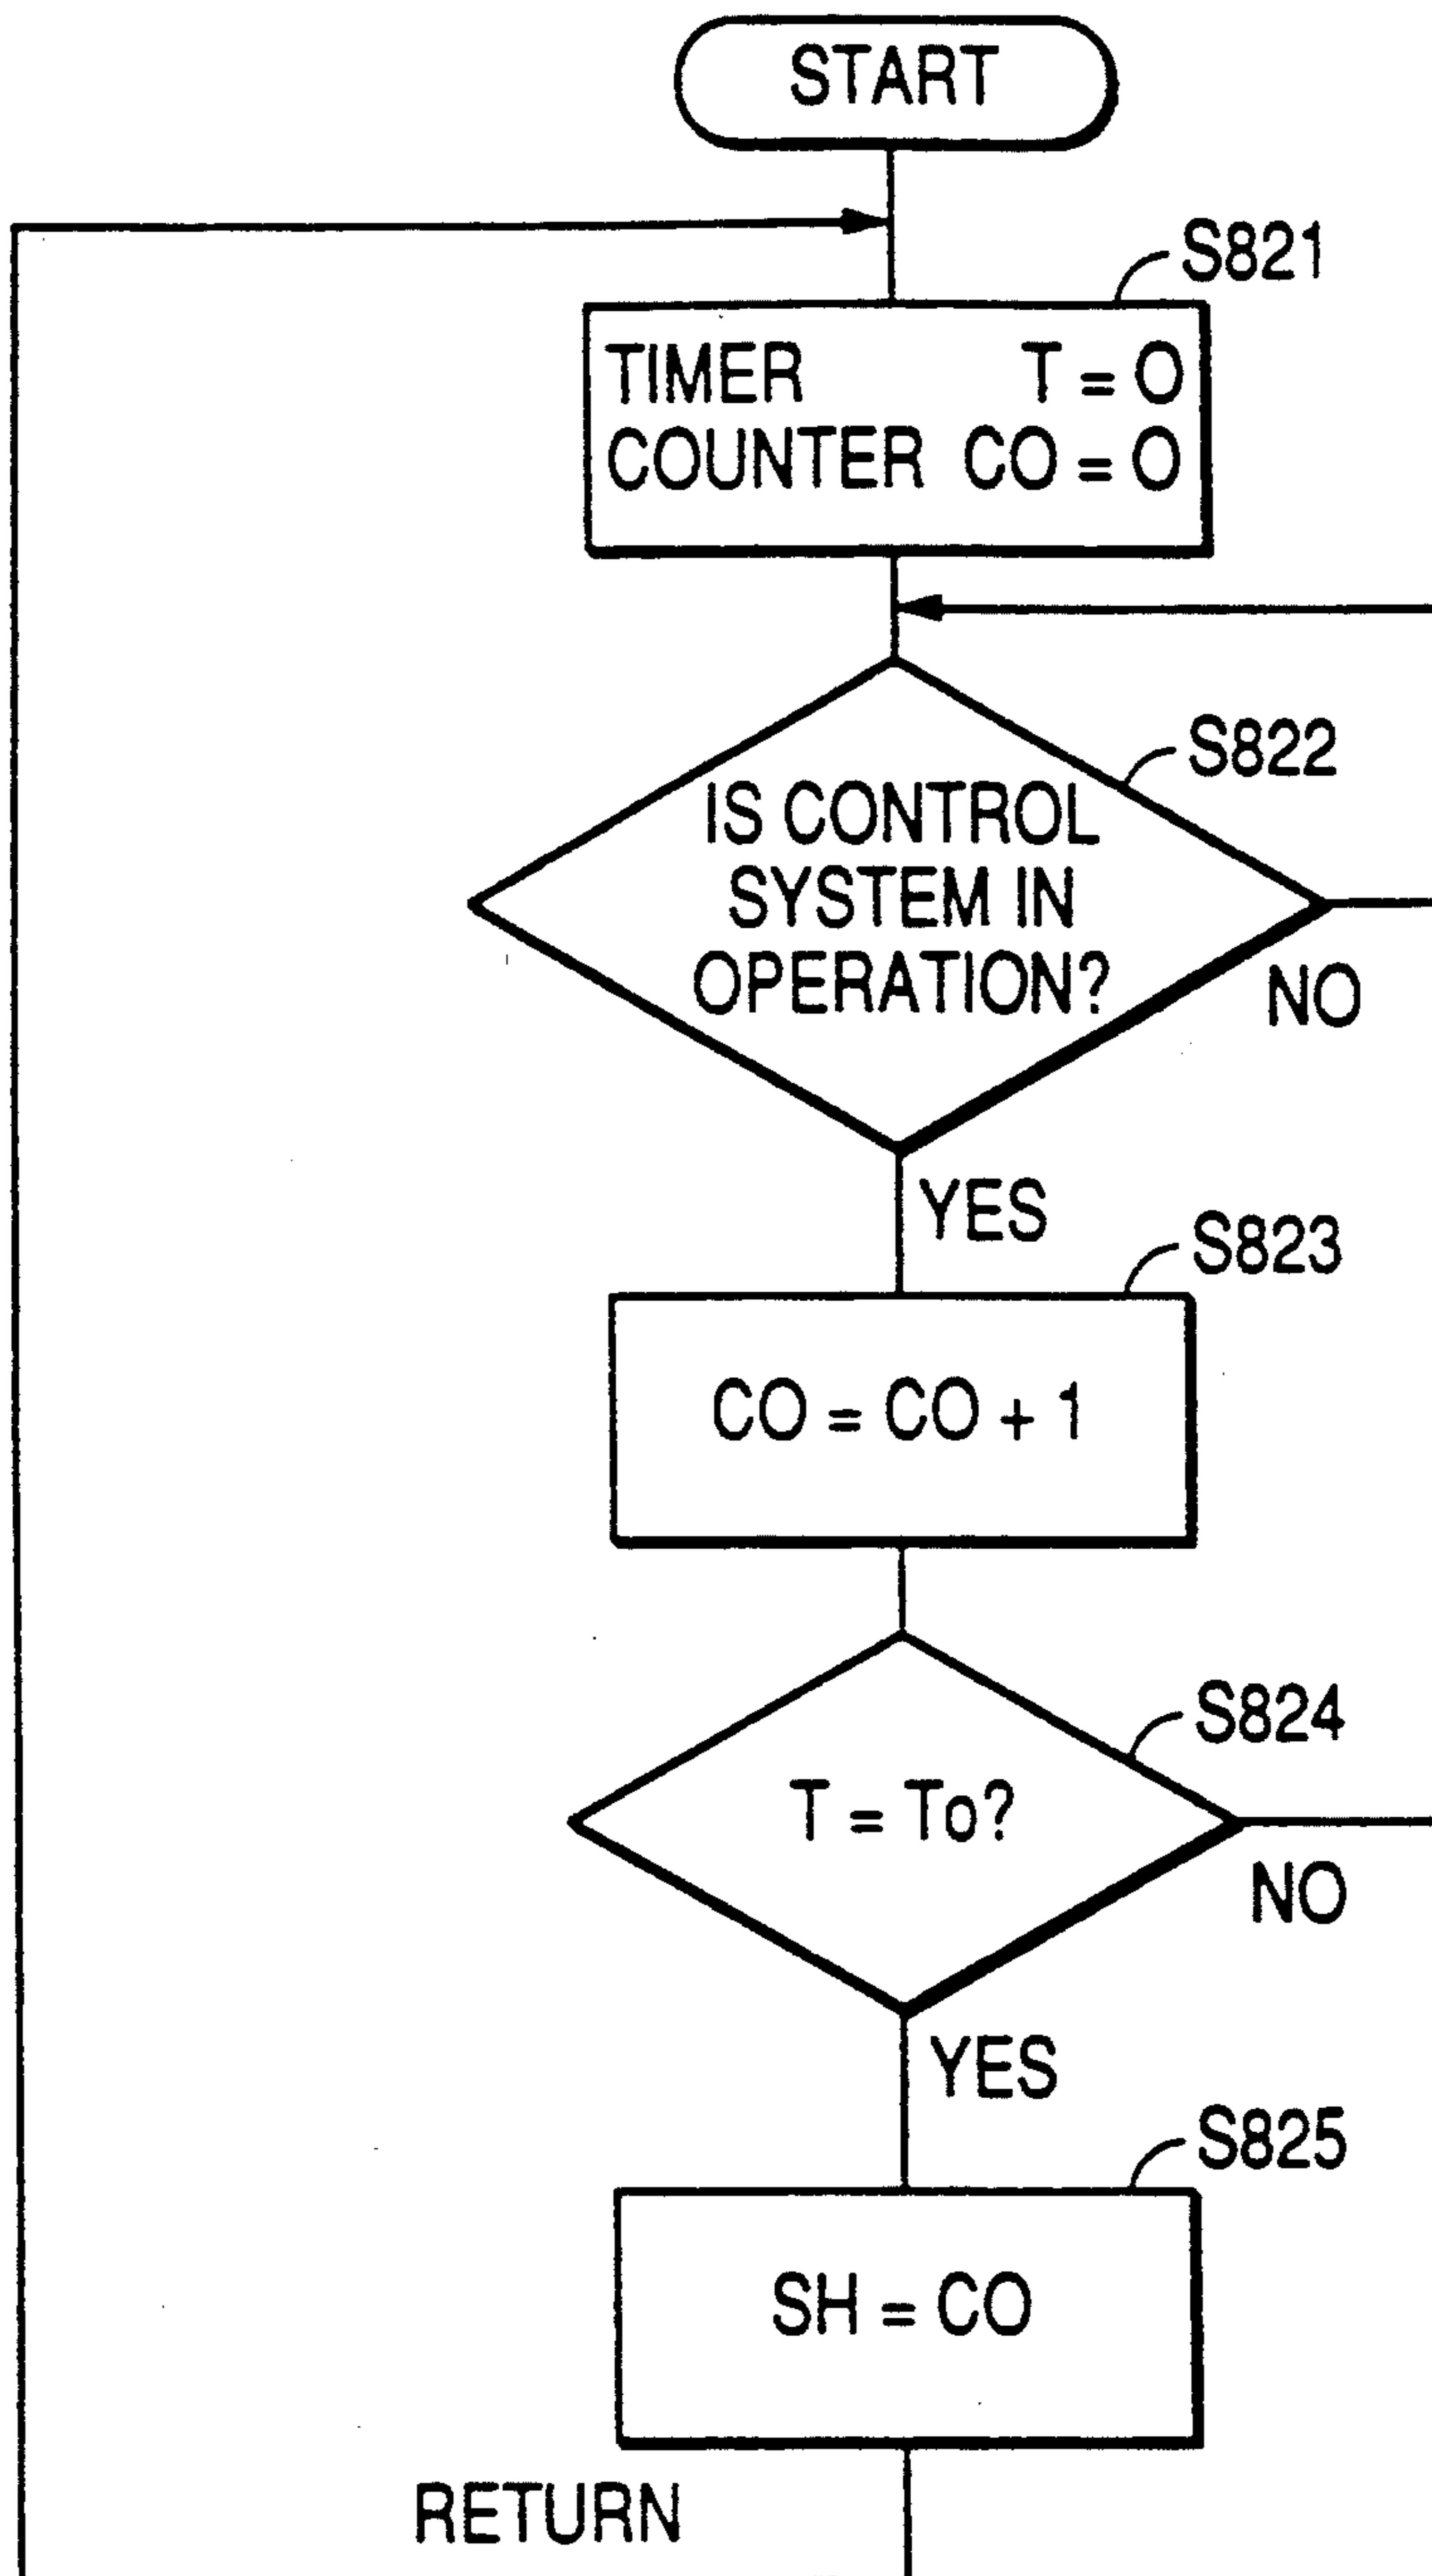 START
S821
TIMER T = O
COUNTER CO = O
S822
IS CONTROL
SYSTEM IN
OPERATION?
NO
YES
S823
CO = CO + 1
S824
T = To?
NO
YES
S825
SH = CO
RETURN